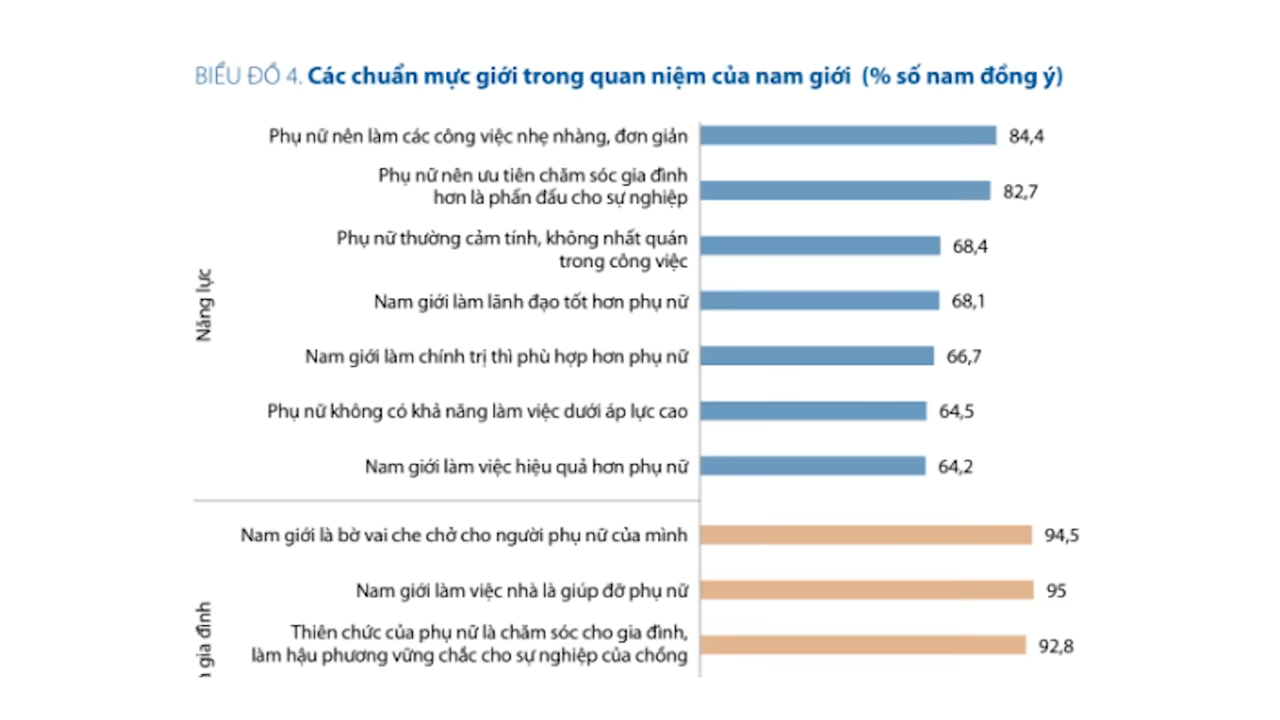 BIỂU ĐỒ 4. Các chuẩn mực giới trong quan niệm của nam giới (% số nam đồng ý)
Năng lực
Phụ nữ nên làm các công việc nhẹ nhàng, đơn giản 84,4
Phụ nữ nên ưu tiên chăm sóc gia đình
hơn là phấn đấu cho sự nghiệp 82,7
Phụ nữ thường cảm tính, không nhất quán
trong công việc 68,4
Nam giới làm lãnh đạo tốt hơn phụ nữ 68,1
Nam giới làm chính trị thì phù hợp hơn phụ nữ 66,7
Phụ nữ không có khả năng làm việc dưới áp lực cao 64,5
Nam giới làm việc hiệu quả hơn phụ nữ 64,2
gia đình
Nam giới là bờ vai che chở cho người phụ nữ của mình 94,5
Nam giới làm việc nhà là giúp đỡ phụ nữ 95
Thiên chức của phụ nữ là chăm sóc cho gia đình,
làm hậu phương vững chắc cho sự nghiệp của chồng 92,8